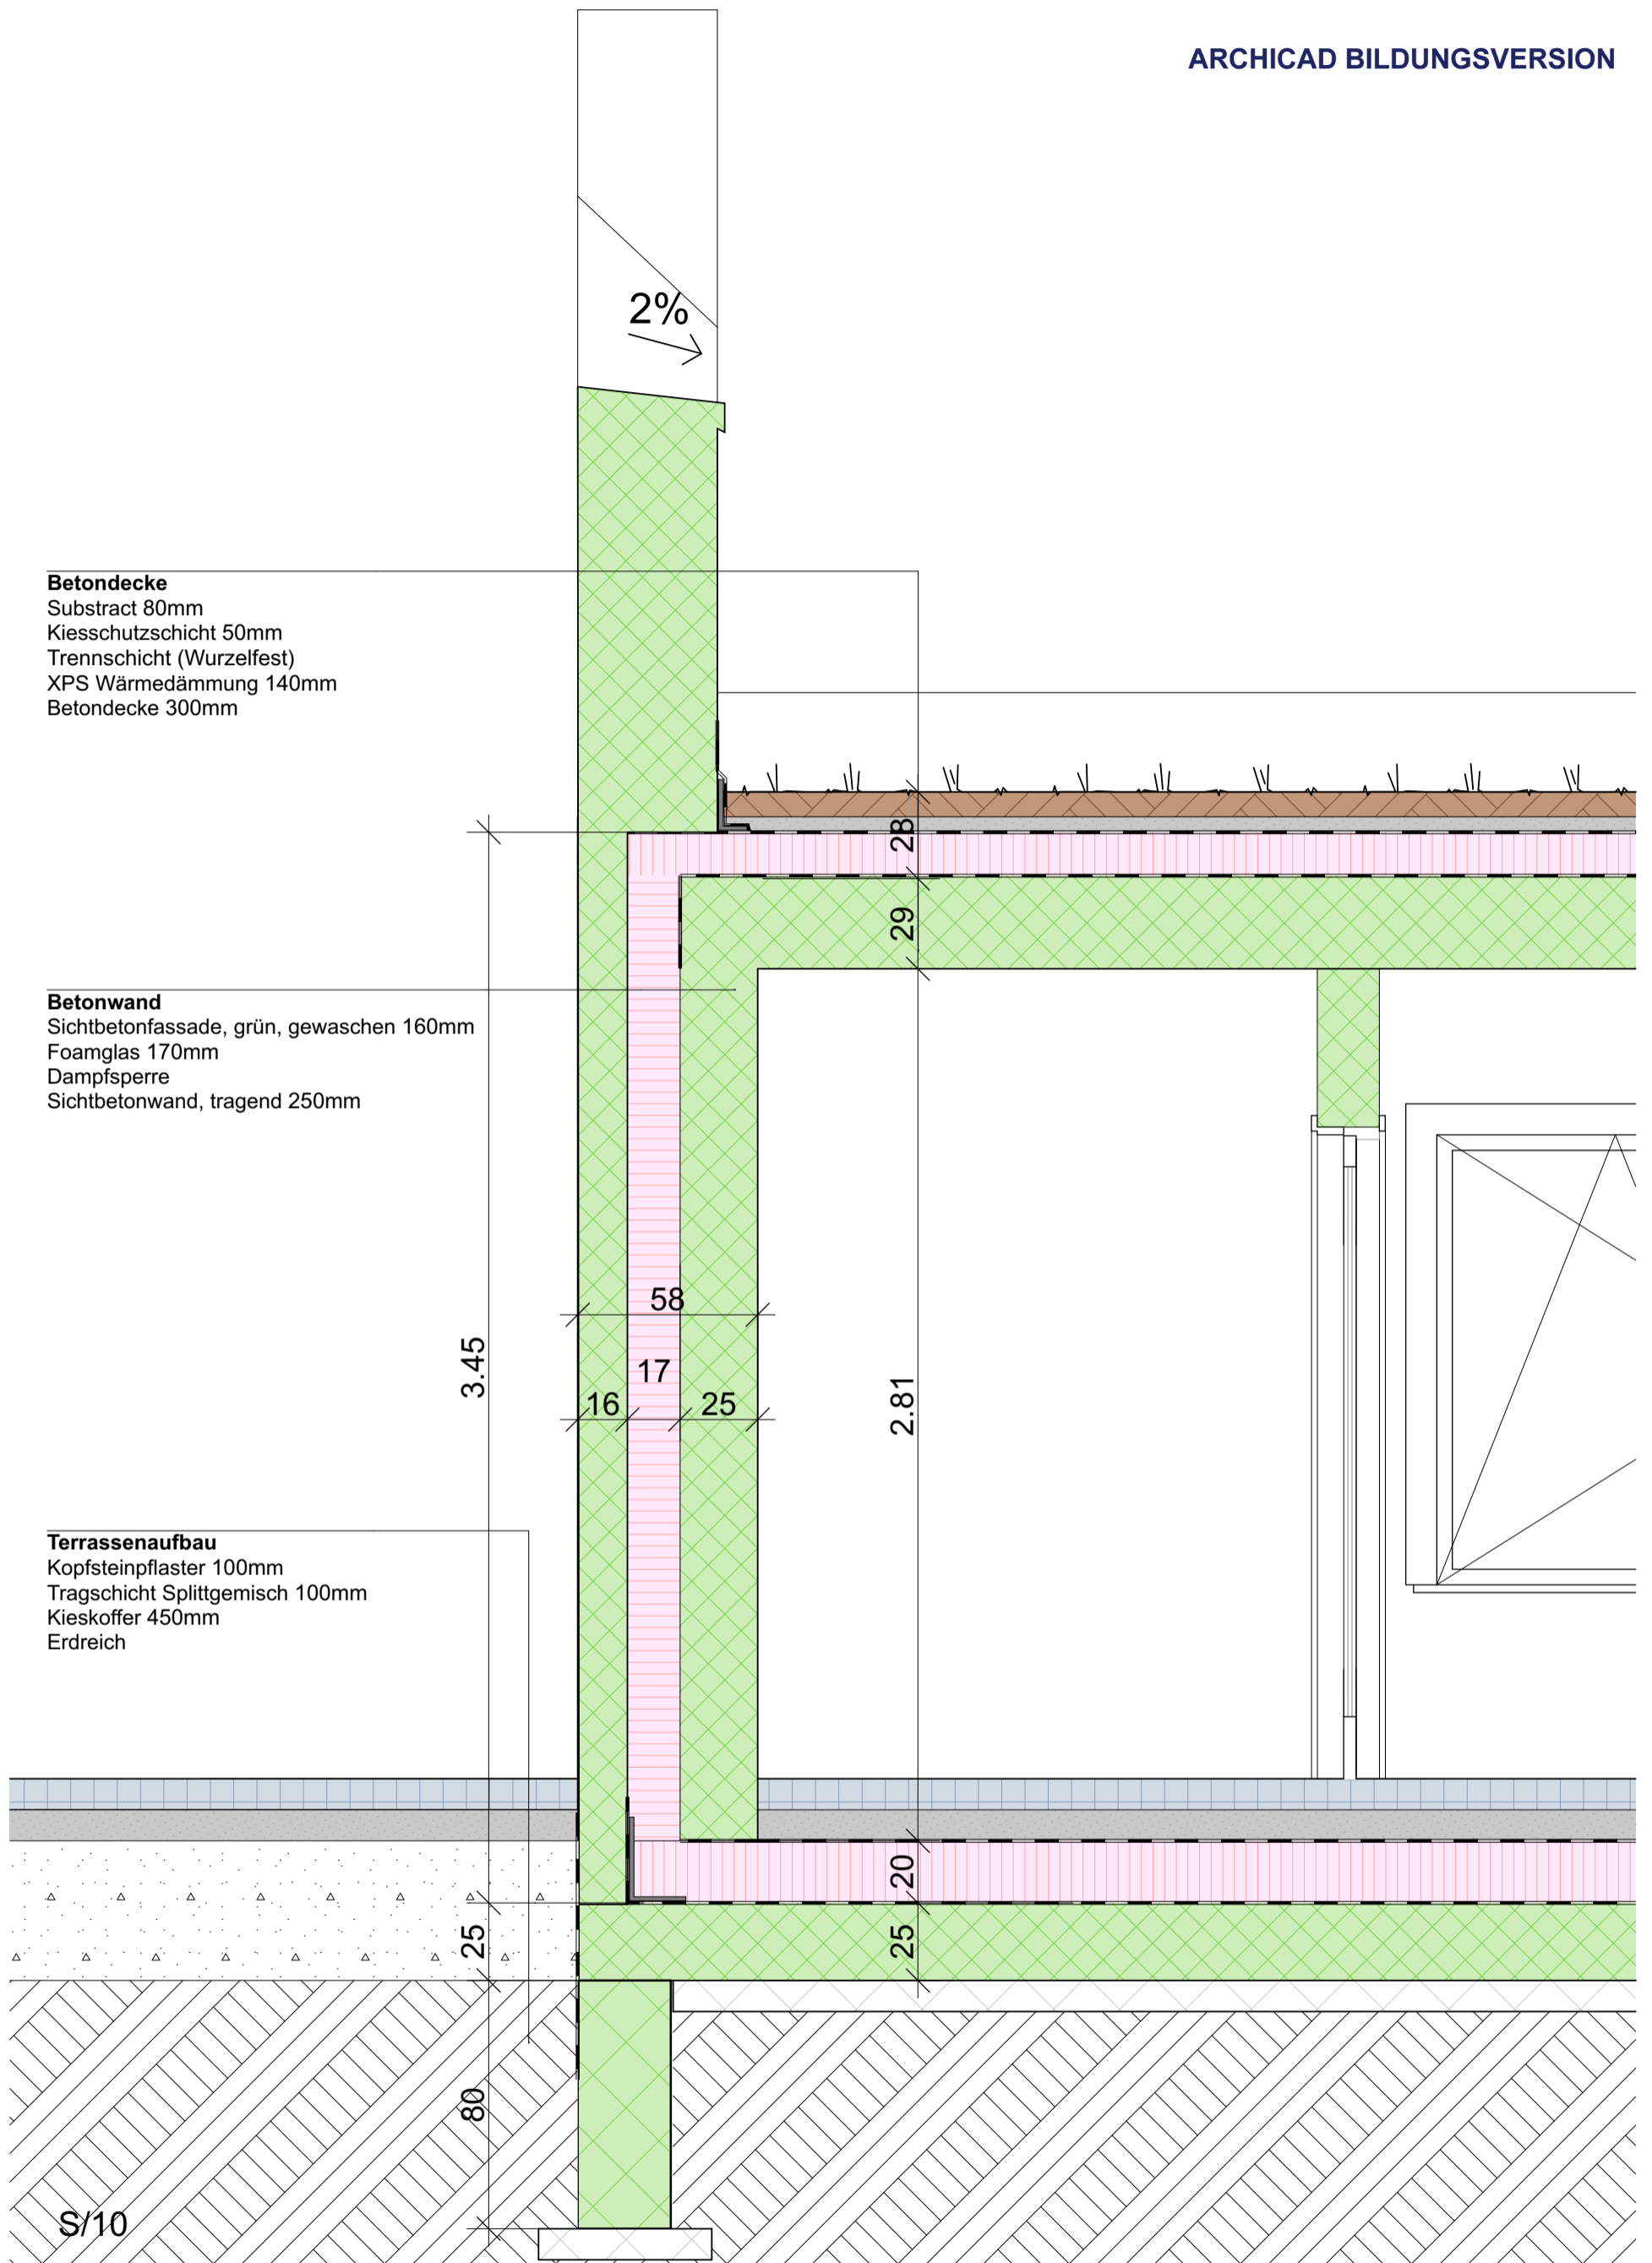 ARCHICAD BILDUNGSVERSION
2%
Betondecke
Substract 80mm
Kiesschutzschicht 50mm
Trennschicht (Wurzelfest)
XPS Wärmedämmung 140mm
Betondecke 300mm
28
29
Betonwand
Sichtbetonfassade, grün, gewaschen 160mm
Foamglas 170mm
Dampfsperre
Sichtbetonwand, tragend 250mm
58
3.45
17
16
25
2.81
Terrassenaufbau
Kopfsteinpflaster 100mm
Tragschicht Splittgemisch 100mm
Kieskoffer 450mm
Erdreich
20
25
25
80
S/10